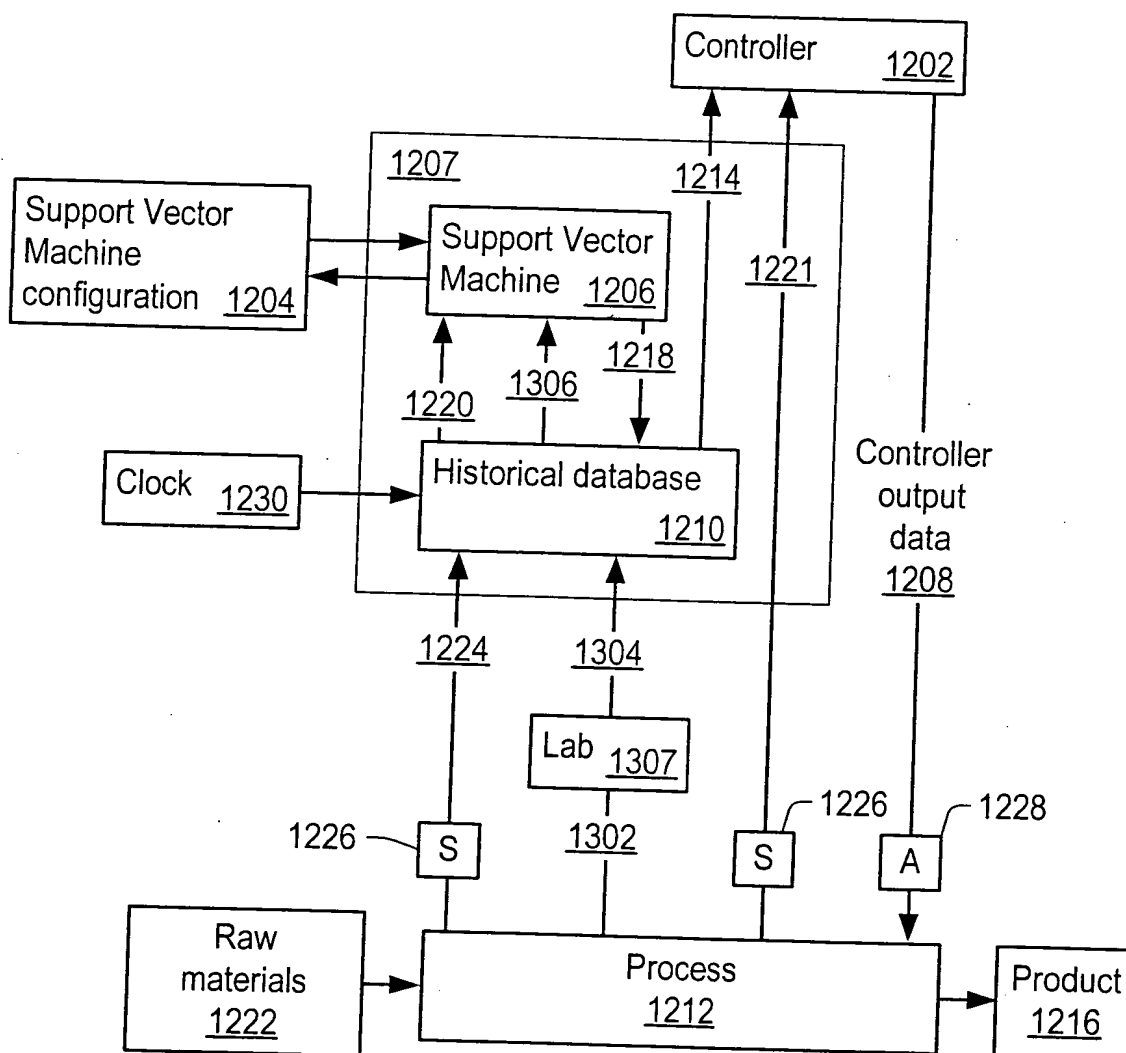 Controller
1202
1207
1214
Support Vector
Machine
configuration 1204
Support Vector
Machine 1206
1221
1218
1306
1220
Clock 1230
Historical database
1210
Controller
output
data
1208
1224
1304
Lab 1307
1226
S
1302
S
1226
A
1228
Raw
materials
1222
Process
1212
Product
1216